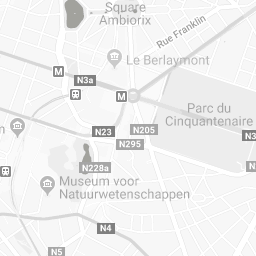 Square
Ambiorix
Rue Franklin
Le Berlaymont
M
N3a
M
Parc du
Cinquantenaire
N23
N205
N295
N228a
Museum voor
Natuurwetenschappen
N4
N5